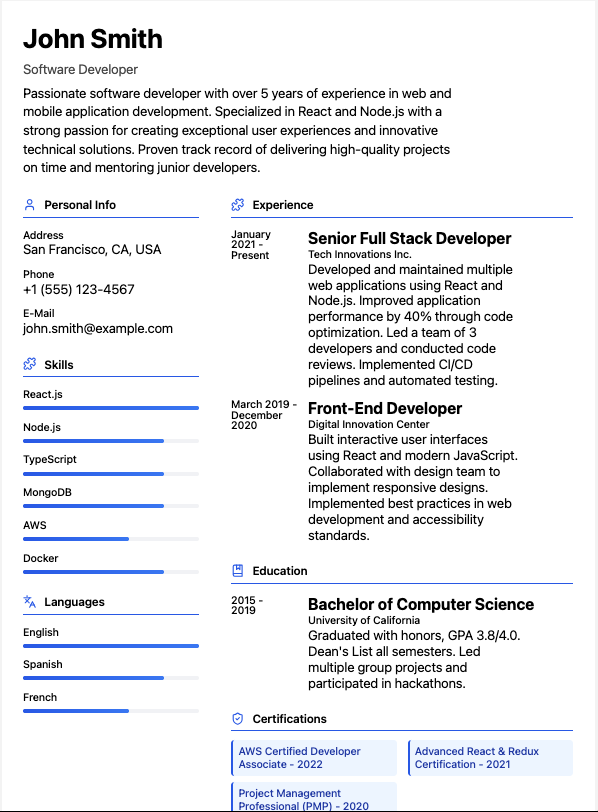 John Smith
Software Developer
Passionate software developer with over 5 years of experience in web and
mobile application development. Specialized in React and Node.js with a
strong passion for creating exceptional user experiences and innovative
technical solutions. Proven track record of delivering high-quality projects
on time and mentoring junior developers.
Personal Info
Address
San Francisco, CA, USA
Phone
+1 (555) 123-4567
E-Mail
john.smith@example.com
Skills
React.js
Node.js
TypeScript
MongoDB
AWS
Docker
Languages
English
Spanish
French
Experience
January
2021 -
Present
Senior Full Stack Developer
Tech Innovations Inc.
Developed and maintained multiple
web applications using React and
Node.js. Improved application
performance by 40% through code
optimization. Led a team of 3
developers and conducted code
reviews. Implemented CI/CD
pipelines and automated testing.
March 2019 -
December
2020
Front-End Developer
Digital Innovation Center
Built interactive user interfaces
using React and modern JavaScript.
Collaborated with design team to
implement responsive designs.
Implemented best practices in web
development and accessibility
standards.
Education
2015 -
2019
Bachelor of Computer Science
University of California
Graduated with honors, GPA 3.8/4.0.
Dean's List all semesters. Led
multiple group projects and
participated in hackathons.
Certifications
AWS Certified Developer
Associate - 2022
Advanced React & Redux
Certification - 2021
Project Management
Professional (PMP) - 2020